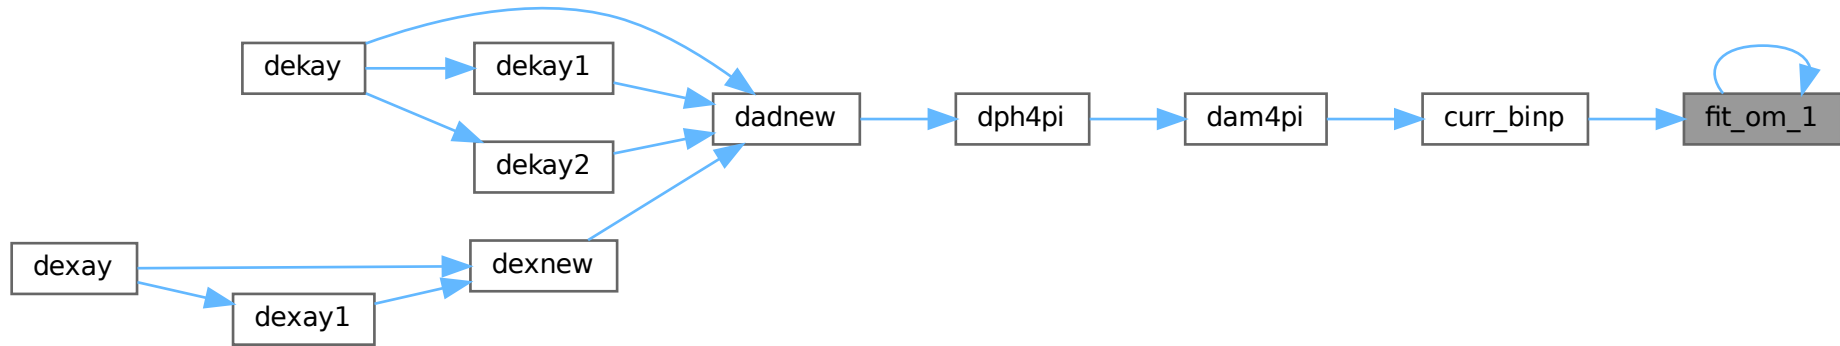 dekay
dekay1
dekay2
dadnew
dph4pi
dam4pi
curr_binp
fit_om_1
dexay
dexay1
dexnew